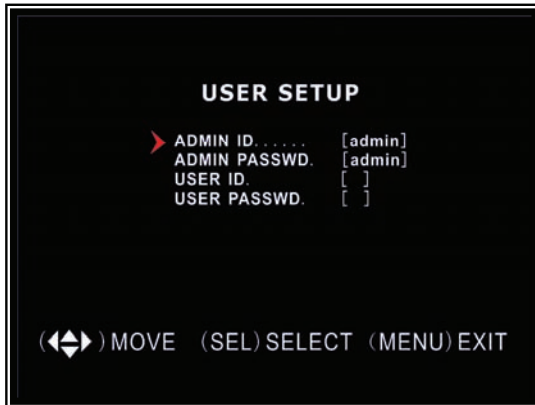 USER SETUP
ADMIN ID...... [admin]
ADMIN PASSWD. [admin]
USER ID. [ ]
USER PASSWD. [ ]
(◀◆▶) MOVE (SEL) SELECT (MENU) EXIT